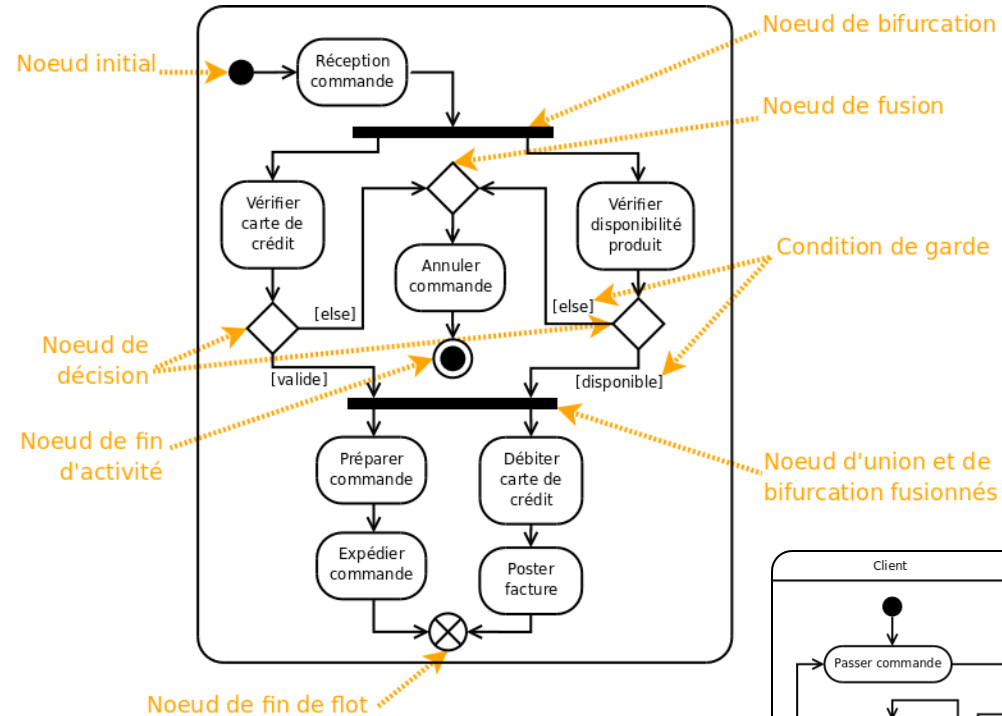 Noeud de bifurcation
Noeud initial
Réception
commande
Noeud de fusion
Vérifier
carte de
crédit
Vérifier
disponibilité
produit
Condition de garde
Annuler
commande
[else]
[else]
Noeud de
décision
[valide]
[disponible]
Noeud de fin
d'activité
Préparer
commande
Débiter
carte de
crédit
Noeud d'union et de
bifurcation fusionnés
Expédier
commande
Poster
facture
Client
Passer commande
Noeud de fin de flot